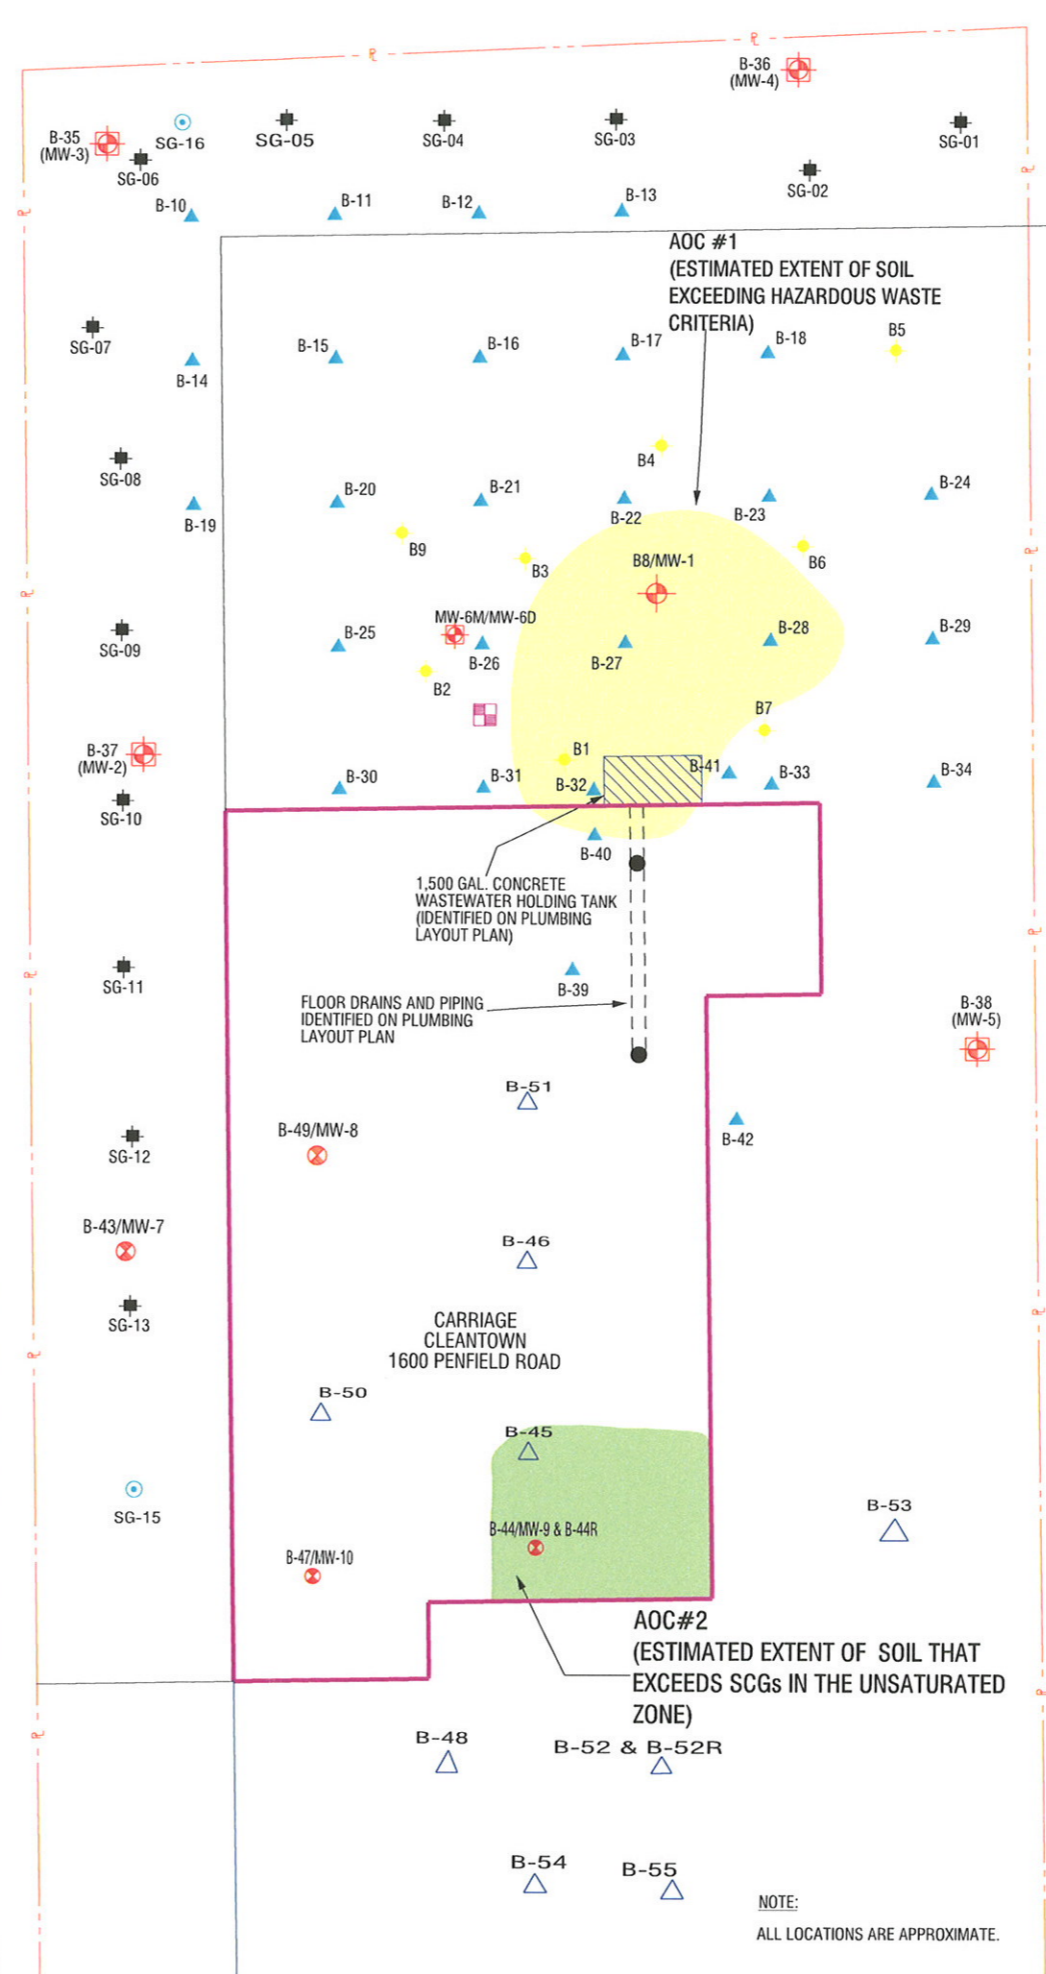 B-36
(MW-4)
B-35
(MW-3)
SG-16
SG-05
SG-04
SG-03
SG-01
SG-06
SG-02
B-10
B-11
B-12
B-13
AOC #1
(ESTIMATED EXTENT OF SOIL
EXCEEDING HAZARDOUS WASTE
CRITERIA)
SG-07
B-14
B-15
B-16
B-17
B-18
B5
B4
SG-08
B-19
B-20
B-21
B-22
B-23
B-24
B9
B3
B6
B8/MW-1
SG-09
B-25
MW-6M/MW-6D
B-26
B-27
B-28
B-29
B2
B7
B-37
(MW-2)
B1
SG-10
B-30
B-31
B-32
B-41
B-33
B-34
B-40
1,500 GAL. CONCRETE
WASTEWATER HOLDING TANK
(IDENTIFIED ON PLUMBING
LAYOUT PLAN)
SG-11
B-39
FLOOR DRAINS AND PIPING
IDENTIFIED ON PLUMBING
LAYOUT PLAN
B-38
(MW-5)
B-51
B-49/MW-8
B-42
SG-12
B-43/MW-7
B-46
SG-13
CARRIAGE
CLEANTOWN
1600 PENFIELD ROAD
B-50
B-45
SG-15
B-53
B-44/MW-9 & B-44R
B-47/MW-10
AOC#2
(ESTIMATED EXTENT OF SOIL THAT
EXCEEDS SCGs IN THE UNSATURATED
ZONE)
B-48
B-52 & B-52R
B-54
B-55
NOTE:
ALL LOCATIONS ARE APPROXIMATE.